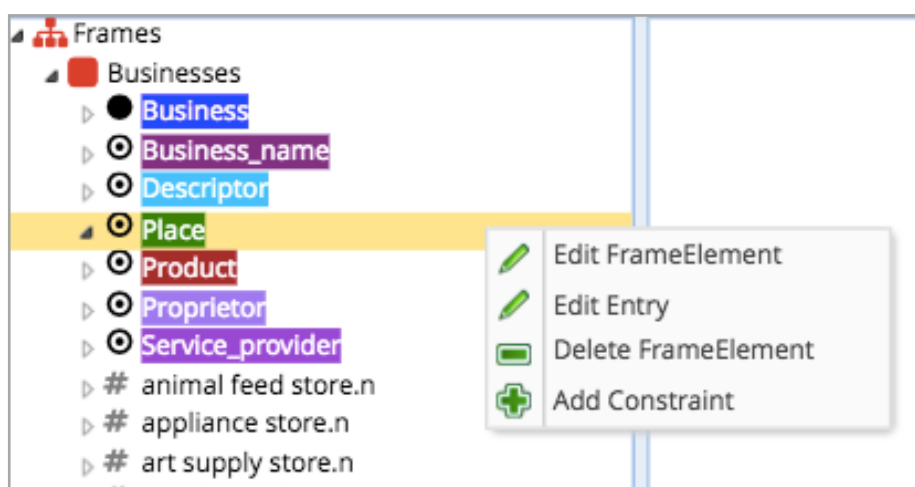 Frames
Businesses
Business
Business_name
Descriptor
Place
Product
Proprietor
Service_provider
# animal feed store.n
# appliance store.n
# art supply store.n
Edit FrameElement
Edit Entry
Delete FrameElement
Add Constraint